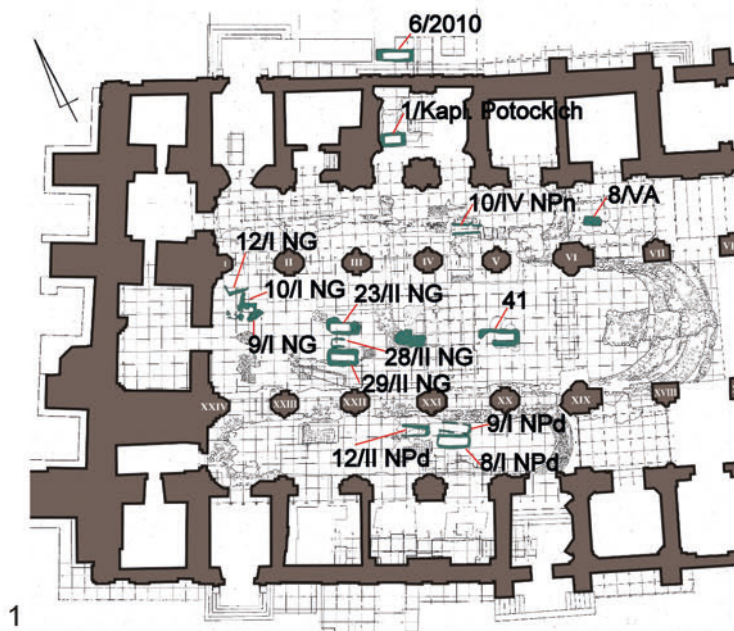 6/2010
1/Kapl. Potockich
10/IV NPn
8/VA
12/I NG
I
II
III
IV
V
VI
VII
10/I NG
23/II NG
41
9/I NG
28/II NG
29/II NG
XXIV
XXIII
XXII
XXI
XX
XIX
XVIII
9/I NPd
12/II NPd
8/I NPd
1